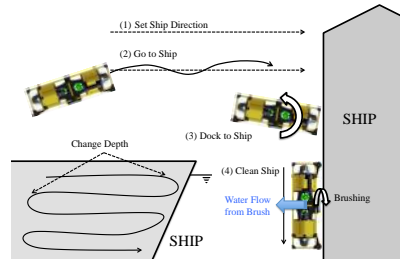 (1) Set Ship Direction
(2) Go to Ship
(3) Dock to Ship
SHIP
Change Depth
(4) Clean Ship
Water Flow
from Brush
Brushing
SHIP